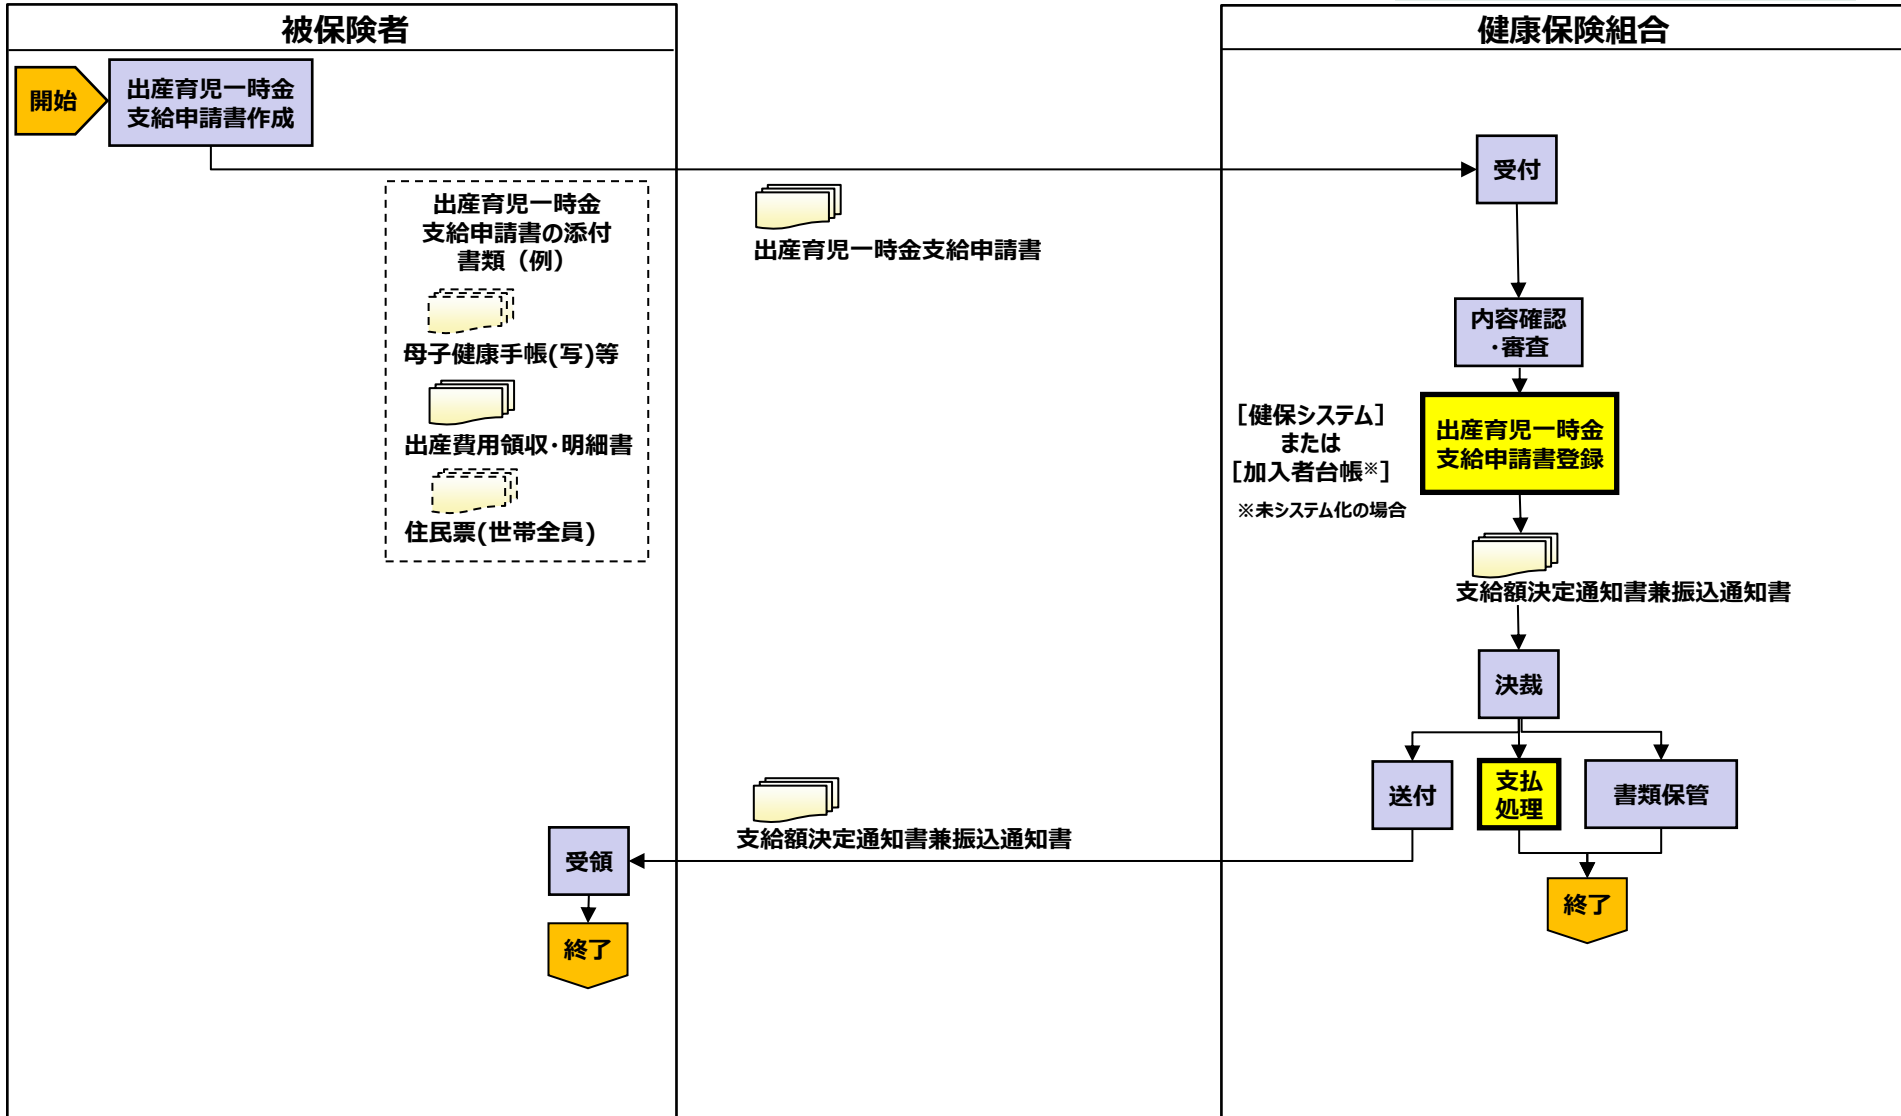 被保険者
健康保険組合
開始
出産育児一時金
支給申請書作成
受付
出産育児一時金
支給申請書の添付
書類（例）
母子健康手帳(写)等
出産費用領収･明細書
住民票(世帯全員)
出産育児一時金支給申請書
内容確認
･審査
［健保システム］
または
［加入者台帳※］
※未システム化の場合
出産育児一時金
支給申請書登録
支給額決定通知書兼振込通知書
決裁
送付
支払
処理
書類保管
支給額決定通知書兼振込通知書
受領
終了
終了